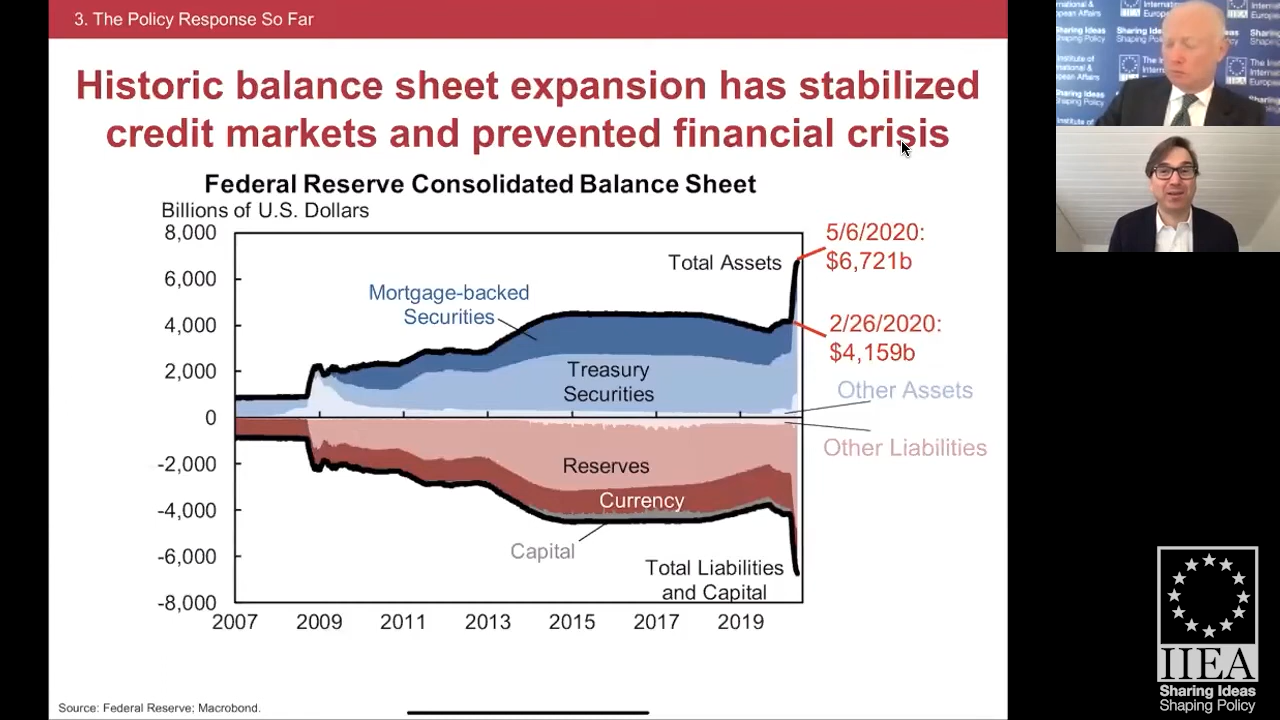 3. The Policy Response So Far
Historic balance sheet expansion has stabilized
credit markets and prevented financial crisis
Federal Reserve Consolidated Balance Sheet
Billions of U.S. Dollars
8,000
6,000
4,000
2,000
0
-2,000
-4,000
-6,000
-8,000
2007
2009
2011
2013
2015
2017
2019
Total Assets
5/6/2020:
$6,721b
Mortgage-backed
Securities
2/26/2020:
$4,159b
Treasury
Securities
Other Assets
Other Liabilities
Reserves
Currency
Capital
Total Liabilities
and Capital
Source: Federal Reserve; Macrobond.
Sharing Ideas
Shaping Policy
IIEA
Sharing Ideas
Shaping Policy